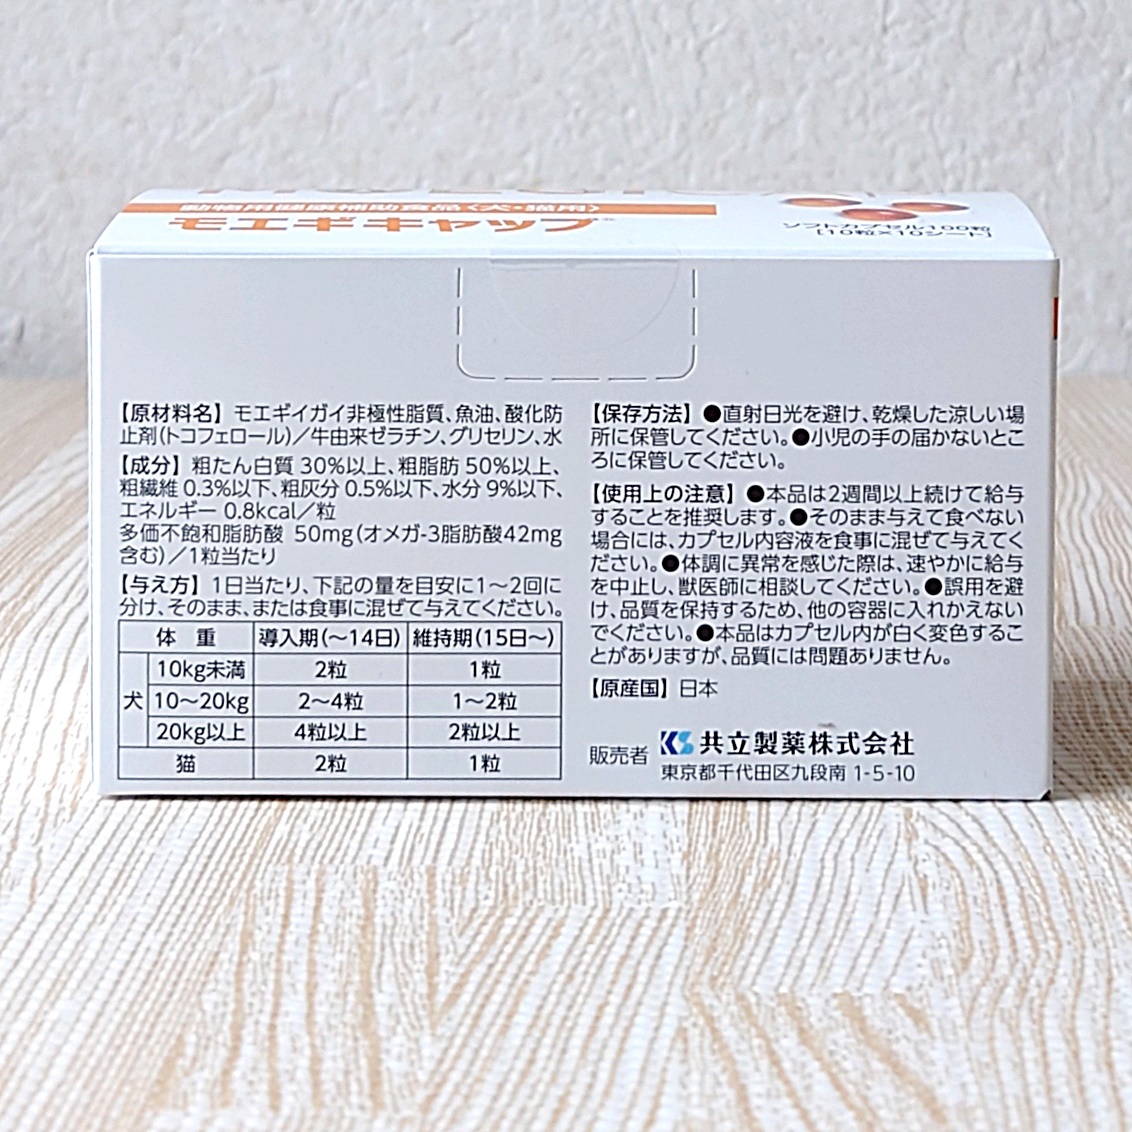 動物用健康補助食品〈犬・猫用〉
モエギキャップ®
ソフトカプセル100粒
[10粒×10シート]
【原材料名】モエギイガイ非極性脂質、魚油、酸化防
止剤(トコフェロール)／牛由来ゼラチン、グリセリン、水
【成分】粗たん白質 30%以上、粗脂肪 50%以上、
粗繊維 0.3%以下、粗灰分 0.5%以下、水分 9%以下、
エネルギー 0.8kcal／粒
多価不飽和脂肪酸 50mg(オメガ-3脂肪酸42mg
含む)／1粒当たり
【与え方】1日当たり、下記の量を目安に1～2回に
分け、そのまま、または食事に混ぜて与えてください。
体 重 導入期(～14日) 維持期(15日～)
犬
10kg未満 2粒 1粒
10～20kg 2～4粒 1～2粒
20kg以上 4粒以上 2粒以上
猫 2粒 1粒
【保存方法】●直射日光を避け、乾燥した涼しい場
所に保管してください。●小児の手の届かないとこ
ろに保管してください。
【使用上の注意】●本品は2週間以上続けて給与
することを推奨します。●そのまま与えて食べない
場合には、カプセル内容液を食事に混ぜて与えてく
ださい。●体調に異常を感じた際は、速やかに給与
を中止し、獣医師に相談してください。●誤用を避
け、品質を保持するため、他の容器に入れかえない
でください。●本品はカプセル内が白く変色するこ
とがありますが、品質には問題ありません。
【原産国】日本
販売者 KS 共立製薬株式会社
東京都千代田区九段南 1-5-10